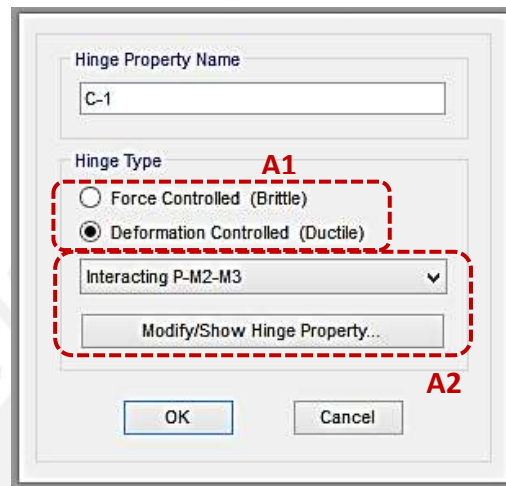 Hinge Property Name
C-1
Hinge Type
A1
Force Controlled (Brittle)
Deformation Controlled (Ductile)
Interacting P-M2-M3
Modify/Show Hinge Property...
A2
OK
Cancel